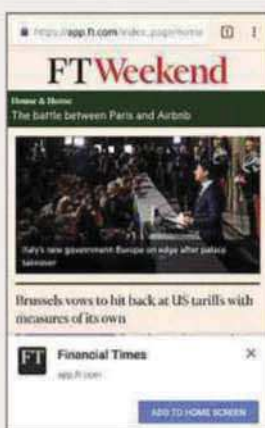 https://app.ft.com/index_page/home
FTWeekend
House & Home
The battle between Paris and Airbnb
Italy's new government Europe on edge after palace
takeover
Brussels vows to hit back at US tariffs with
measures of its own
FT
Financial Times
app.ft.com
ADD TO HOME SCREEN